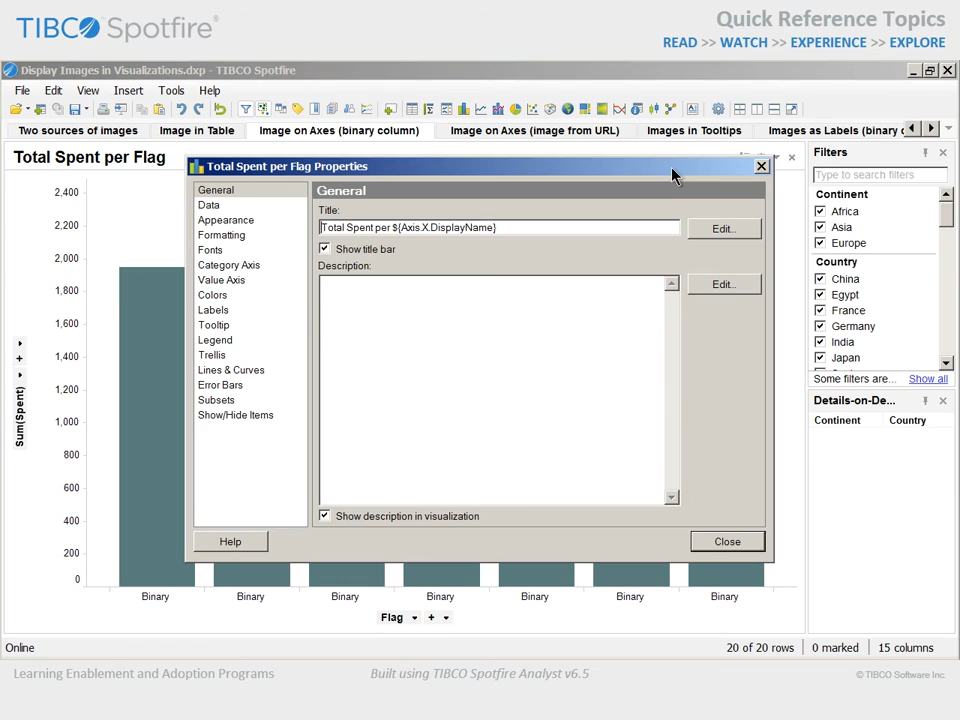 TIBCO Spotfire®
Quick Reference Topics
READ >> WATCH >> EXPERIENCE >> EXPLORE
Display Images in Visualizations.dxp - TIBCO Spotfire
File Edit View Insert Tools Help
Two sources of images Image in Table Image on Axes (binary column) Image on Axes (image from URL) Images in Tooltips Images as Labels (binary c
Total Spent per Flag
Total Spent per Flag Properties
General
Data
Appearance
Formatting
Fonts
Category Axis
Value Axis
Colors
Labels
Tooltip
Legend
Trellis
Lines & Curves
Error Bars
Subsets
Show/Hide Items
General
Title:
Total Spent per ${Axis.X.DisplayName}
Edit...
Show title bar
Description:
Edit...
Show description in visualization
Help
Close
2,400
2,200
2,000
1,800
1,600
1,400
1,200
1,000
800
600
400
200
0
Sum(Spent)
Binary Binary Binary Binary Binary Binary Binary
Flag +
Filters
Type to search filters
Continent
Africa
Asia
Europe
Country
China
Egypt
France
Germany
India
Japan
Some filters are... Show all
Details-on-De...
Continent Country
Online
20 of 20 rows 0 marked 15 columns
Learning Enablement and Adoption Programs
Built using TIBCO Spotfire Analyst v6.5
© TIBCO Software Inc.